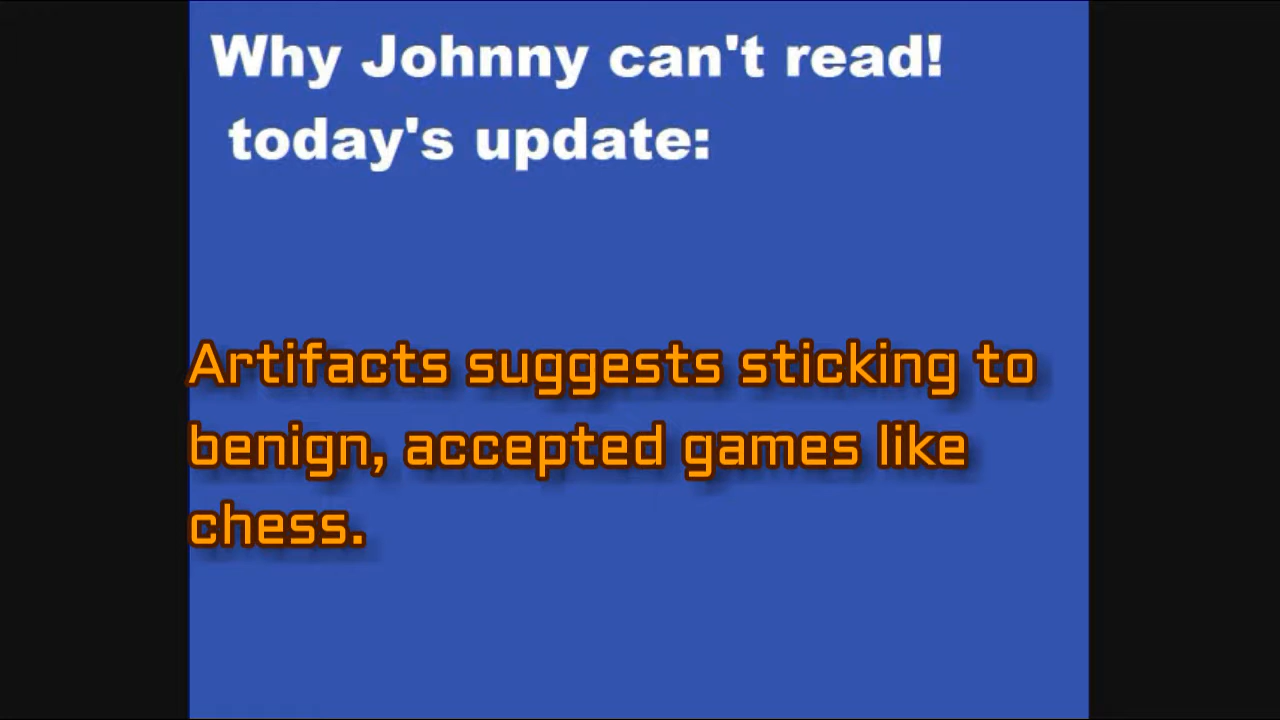 Why Johnny can't read!
today's update:
Artifacts suggests sticking to
benign, accepted games like
chess.